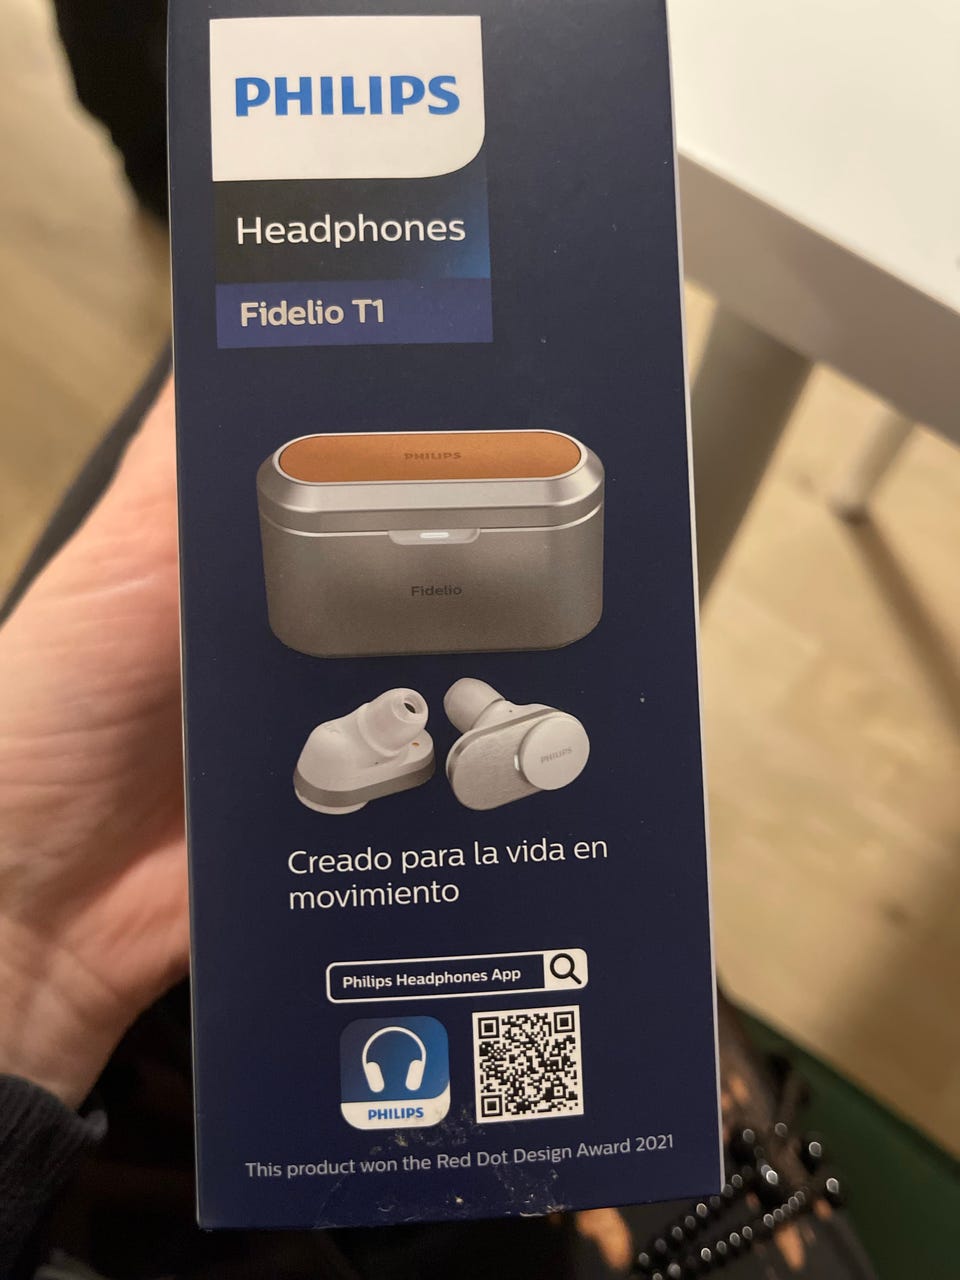 PHILIPS
Headphones
Fidelio T1
PHILIPS
Fidelio
PHILIPS
Creado para la vida en
movimiento
Philips Headphones App
PHILIPS
This product won the Red Dot Design Award 2021